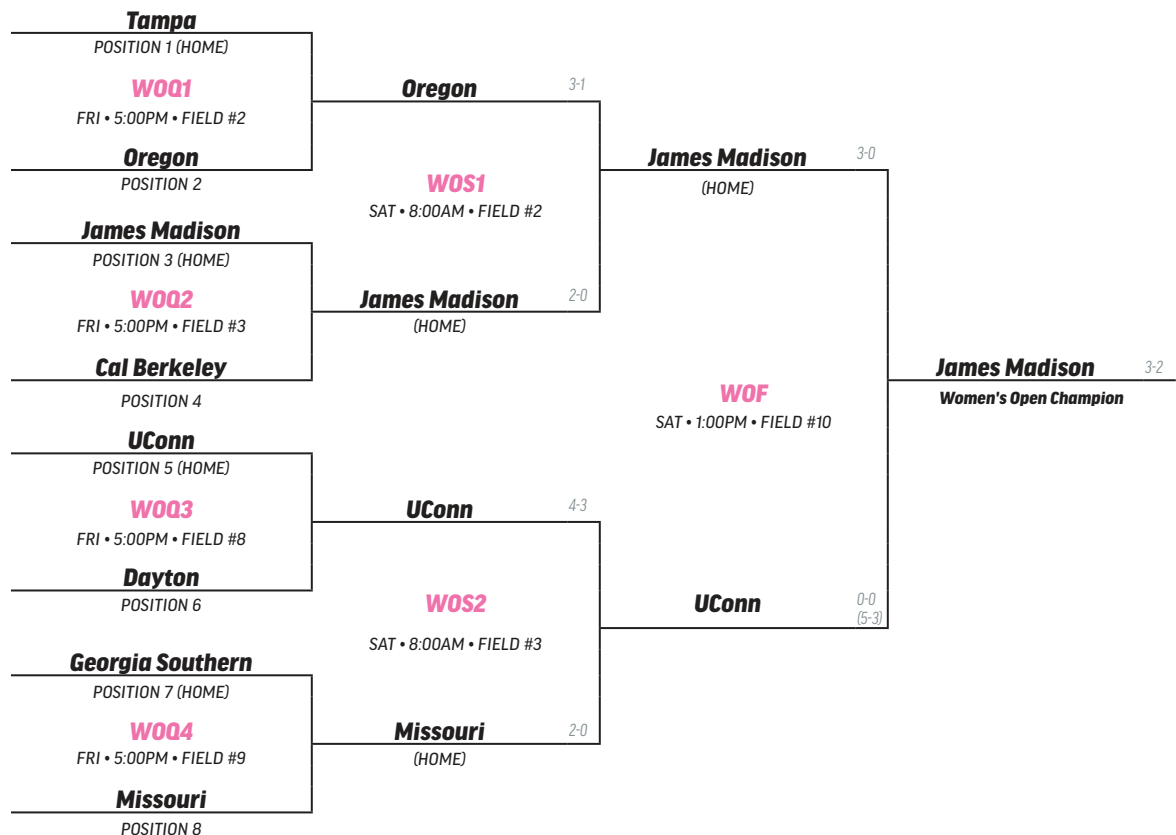 Tampa
POSITION 1 (HOME)
WOQ1
FRI • 5:00PM • FIELD #2
Oregon
POSITION 2
James Madison
POSITION 3 (HOME)
WOQ2
FRI • 5:00PM • FIELD #3
Cal Berkeley
POSITION 4
UConn
POSITION 5 (HOME)
WOQ3
FRI • 5:00PM • FIELD #8
Dayton
POSITION 6
Georgia Southern
POSITION 7 (HOME)
WOQ4
FRI • 5:00PM • FIELD #9
Missouri
POSITION 8
Oregon 3-1
WOS1
SAT • 8:00AM • FIELD #2
James Madison 2-0
(HOME)
UConn 4-3
WOS2
SAT • 8:00AM • FIELD #3
Missouri 2-0
(HOME)
James Madison 3-0
(HOME)
WOF
SAT • 1:00PM • FIELD #10
UConn 0-0
(5-3)
James Madison 3-2
Women's Open Champion